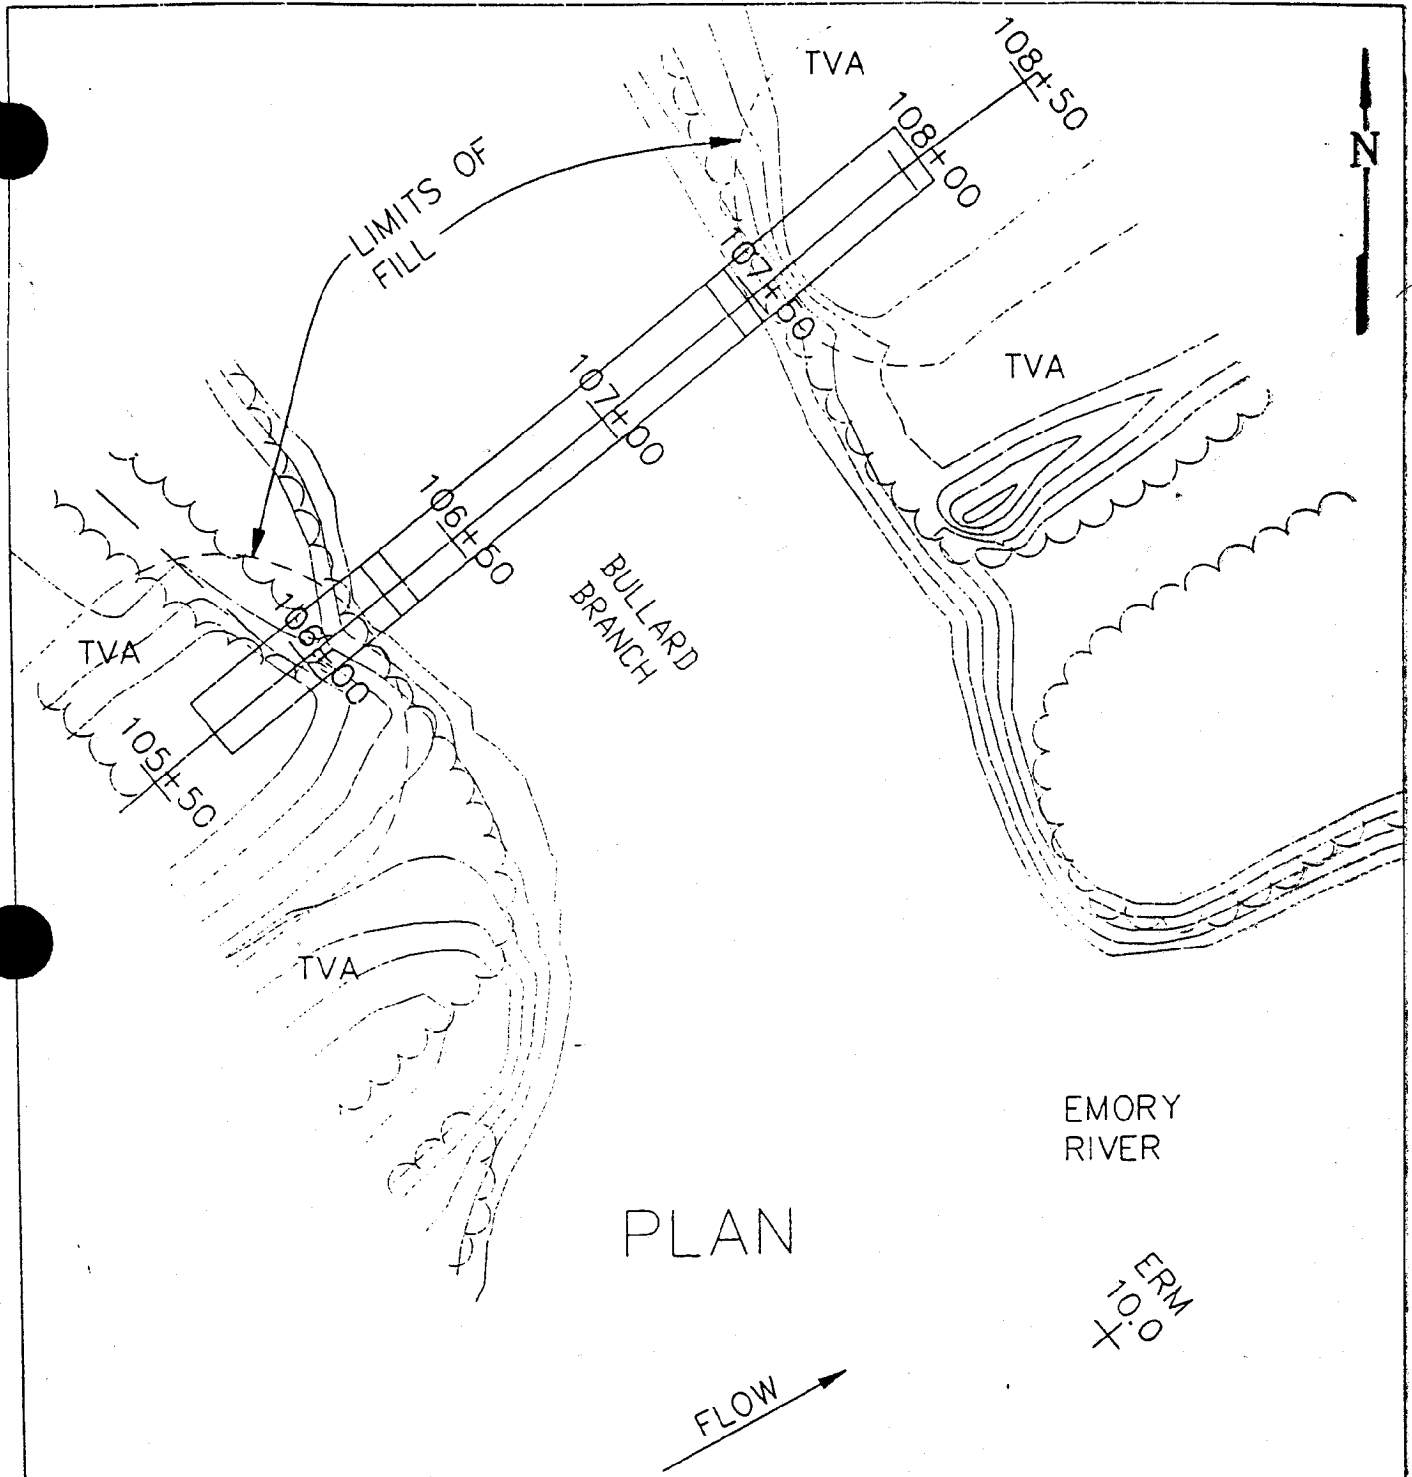 TVA
108+50
N
108+00
LIMITS OF
FILL
107+50
TVA
107+00
106+50
BULLARD
BRANCH
106+00
TVA
105+50
TVA
EMORY
RIVER
PLAN
ERM
10.0
FLOW